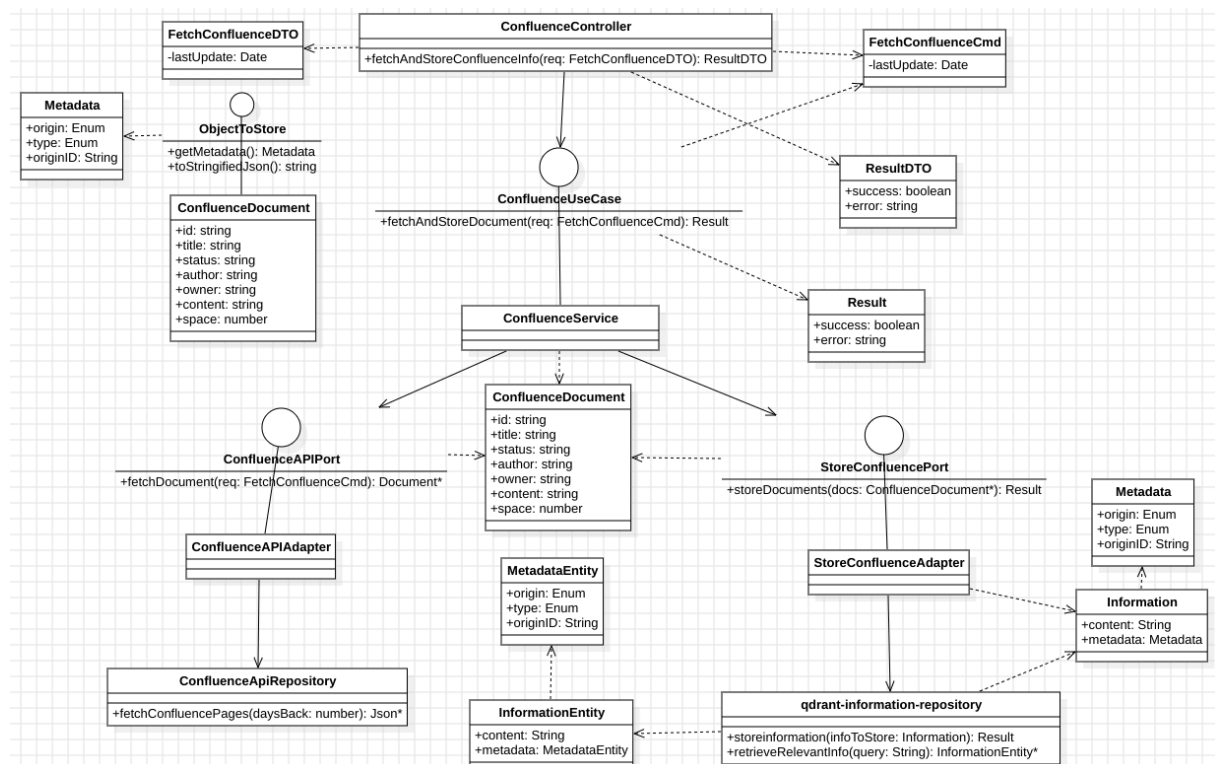 FetchConfluenceDTO
-lastUpdate: Date
ConfluenceController
+fetchAndStoreConfluenceInfo(req: FetchConfluenceDTO): ResultDTO
FetchConfluenceCmd
-lastUpdate: Date
Metadata
+origin: Enum
+type: Enum
+originID: String
ObjectToStore
+getMetadata(): Metadata
+toStringifiedJson(): string
ConfluenceDocument
+id: string
+title: string
+status: string
+author: string
+owner: string
+content: string
+space: number
ConfluenceUseCase
+fetchAndStoreDocument(req: FetchConfluenceCmd): Result
ResultDTO
+success: boolean
+error: string
Result
+success: boolean
+error: string
ConfluenceService
ConfluenceDocument
+id: string
+title: string
+status: string
+author: string
+owner: string
+content: string
+space: number
ConfluenceAPIPort
+fetchDocument(req: FetchConfluenceCmd): Document*
StoreConfluencePort
+storeDocuments(docs: ConfluenceDocument*): Result
Metadata
+origin: Enum
+type: Enum
+originID: String
ConfluenceAPIAdapter
StoreConfluenceAdapter
MetadataEntity
+origin: Enum
+type: Enum
+originID: String
Information
+content: String
+metadata: Metadata
ConfluenceApiRepository
+fetchConfluencePages(daysBack: number): Json*
InformationEntity
+content: String
+metadata: MetadataEntity
qdrant-information-repository
+storeinformation(infoToStore: Information): Result
+retrieveRelevantInfo(query: String): InformationEntity*